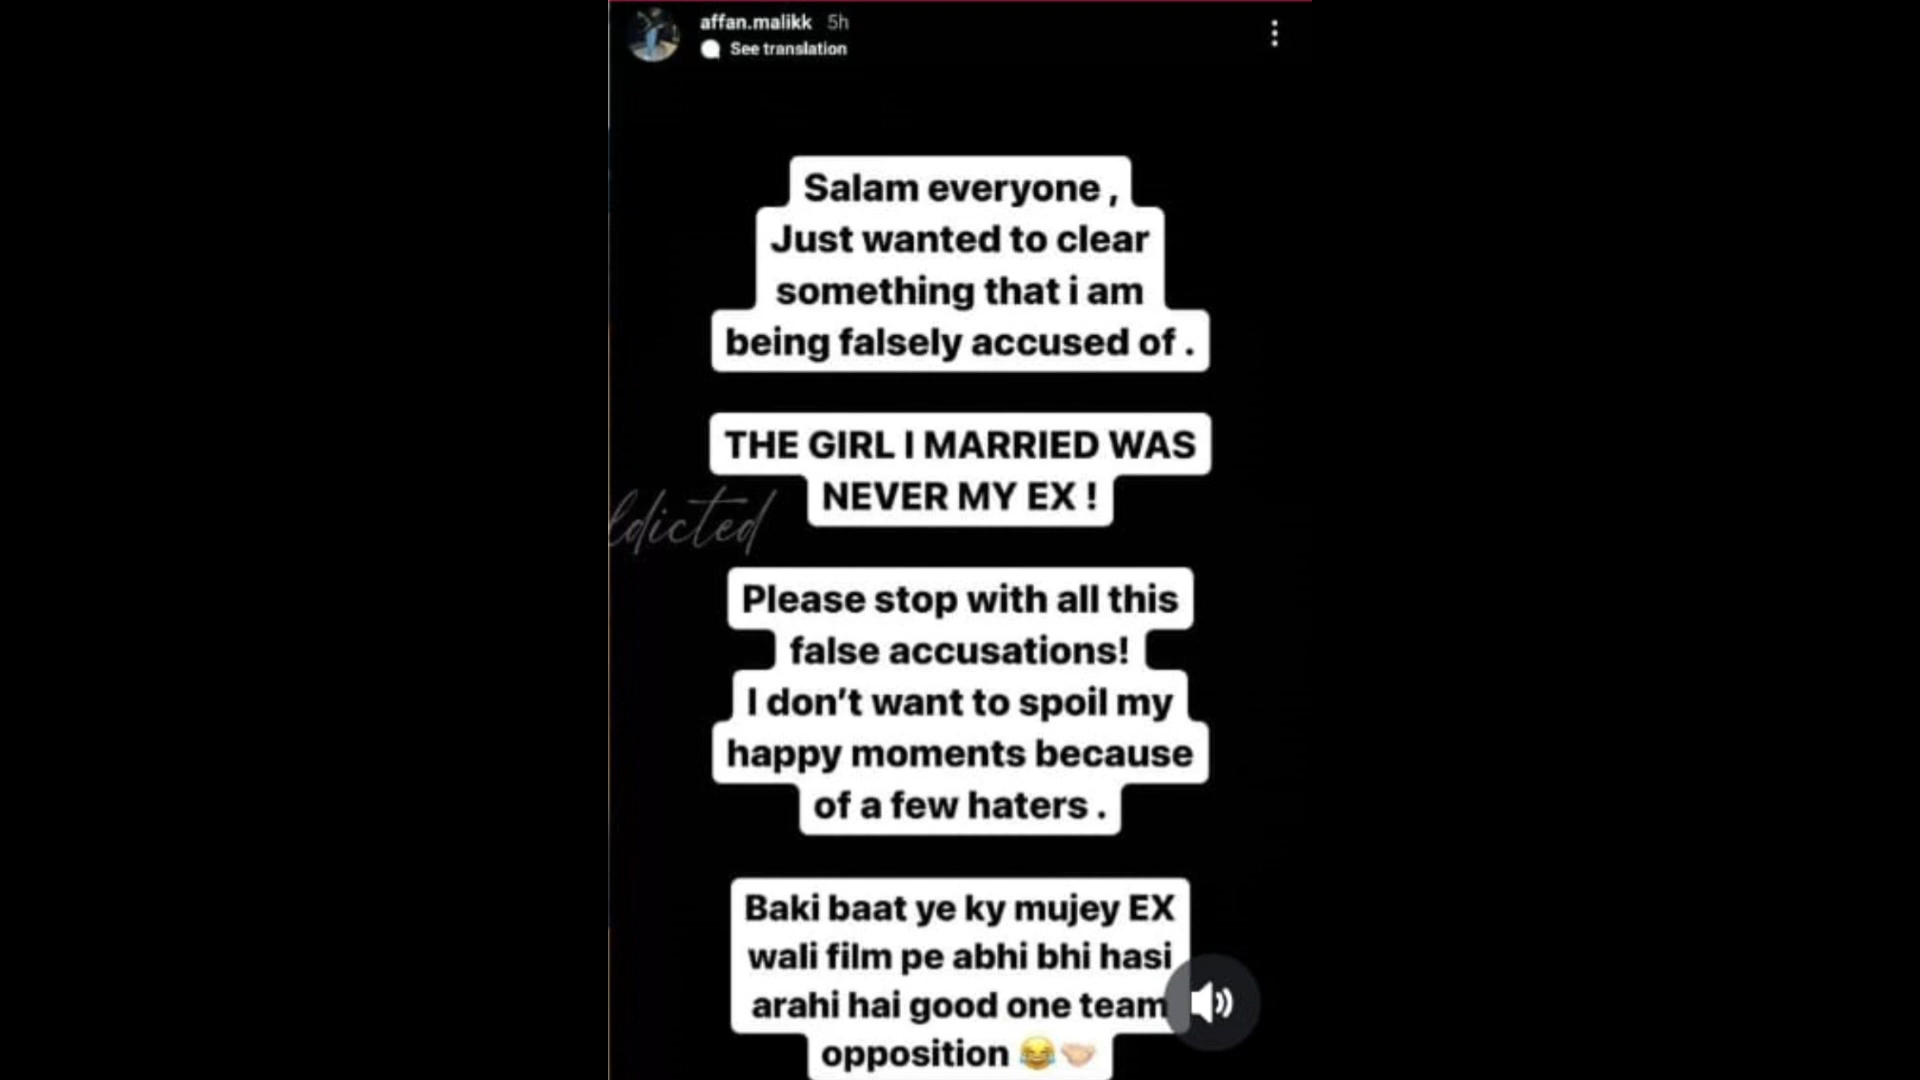 affan.malikk 5h
See translation
Salam everyone ,
Just wanted to clear
something that i am
being falsely accused of .
THE GIRL I MARRIED WAS
NEVER MY EX !
ldicted
Please stop with all this
false accusations!
I don’t want to spoil my
happy moments because
of a few haters .
Baki baat ye ky mujey EX
wali film pe abhi bhi hasi
arahi hai good one team
opposition 😂🤝🏻